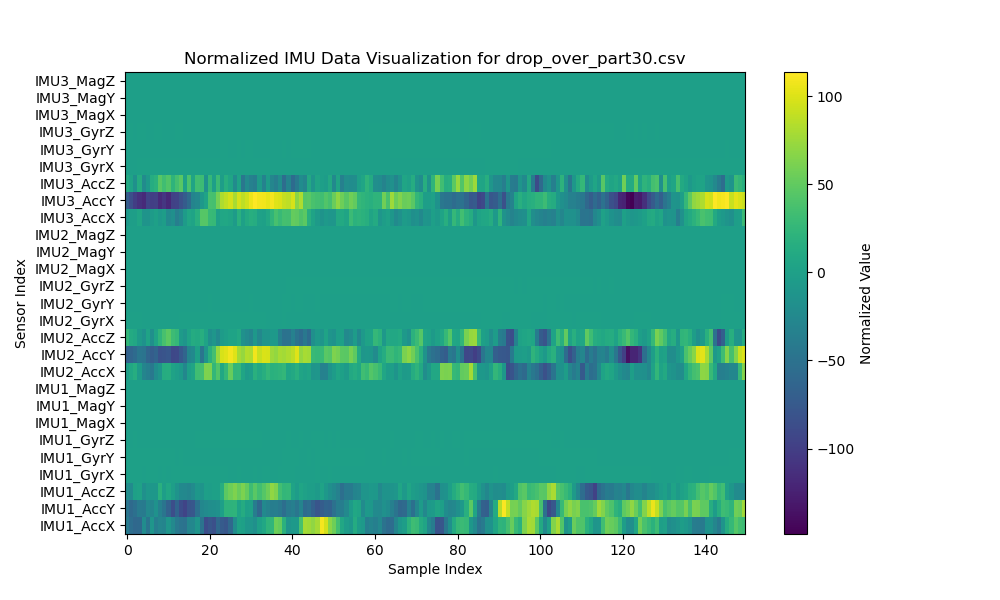 Normalized IMU Data Visualization for drop_over_part30.csv
Sensor Index
IMU3_MagZ
IMU3_MagY
IMU3_MagX
IMU3_GyrZ
IMU3_GyrY
IMU3_GyrX
IMU3_AccZ
IMU3_AccY
IMU3_AccX
IMU2_MagZ
IMU2_MagY
IMU2_MagX
IMU2_GyrZ
IMU2_GyrY
IMU2_GyrX
IMU2_AccZ
IMU2_AccY
IMU2_AccX
IMU1_MagZ
IMU1_MagY
IMU1_MagX
IMU1_GyrZ
IMU1_GyrY
IMU1_GyrX
IMU1_AccZ
IMU1_AccY
IMU1_AccX
0 20 40 60 80 100 120 140
Sample Index
100
50
0
−50
−100
Normalized Value